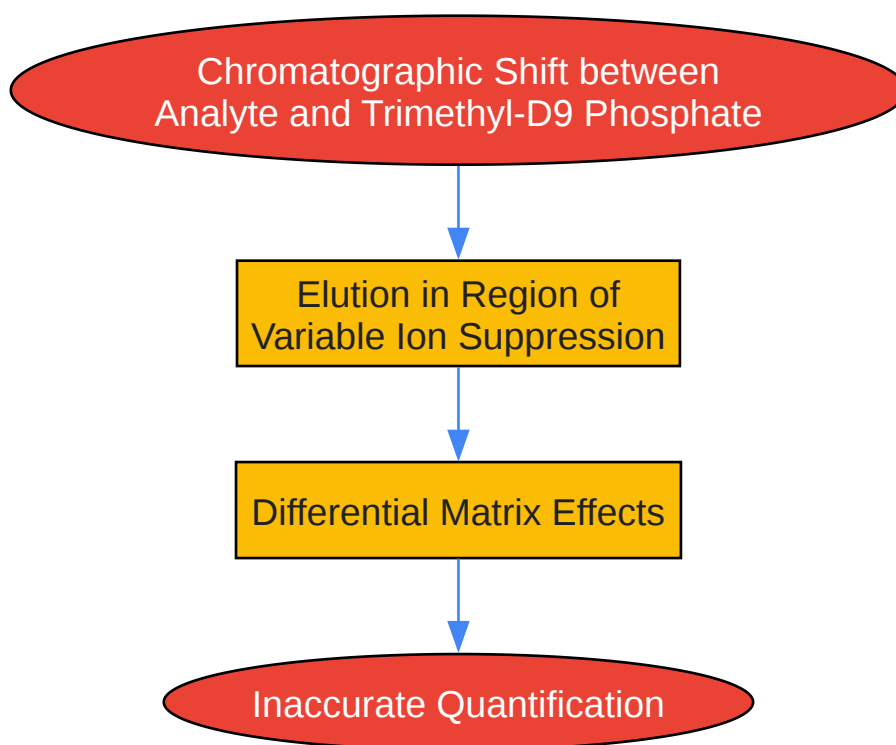 Chromatographic Shift between
Analyte and Trimethyl-D9 Phosphate
Elution in Region of
Variable Ion Suppression
Differential Matrix Effects
Inaccurate Quantification